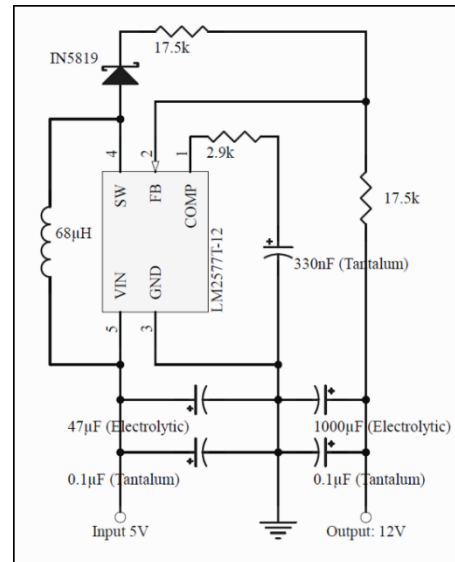 17.5k
IN5819
4
2
1
2.9k
SW
FB
COMP
17.5k
68µH
LM2577T-12
330nF (Tantalum)
VIN
GND
5
3
47µF (Electrolytic)
1000µF (Electrolytic)
0.1µF (Tantalum)
0.1µF (Tantalum)
Input 5V
Output: 12V